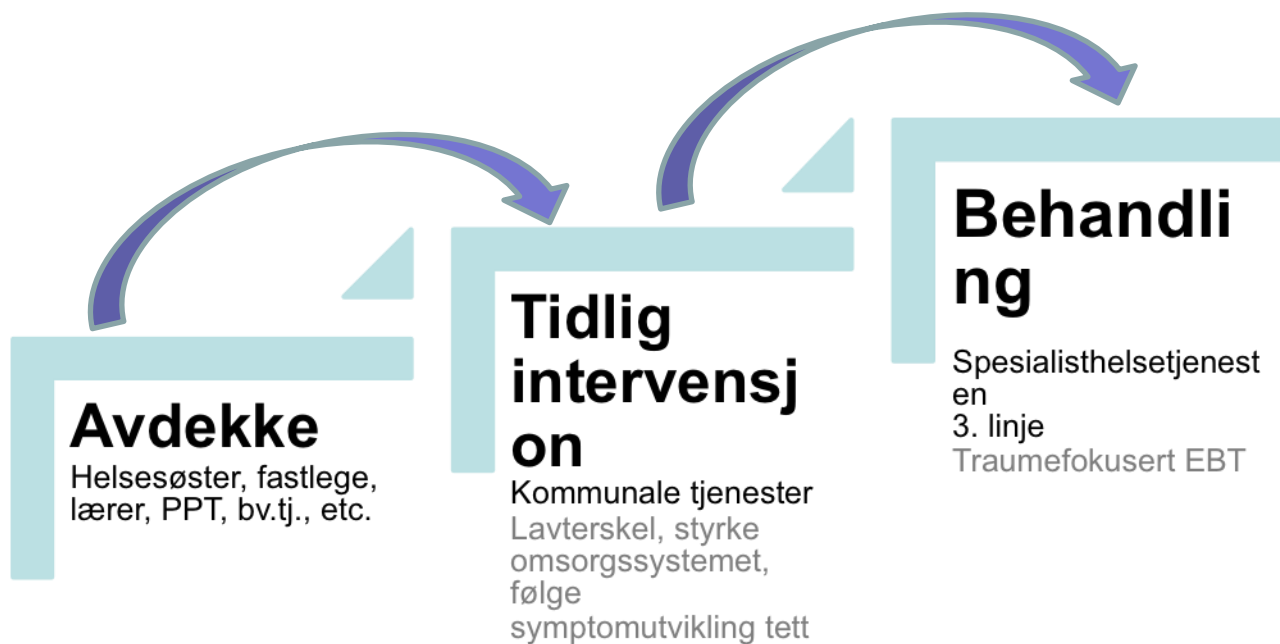 Avdekke
Helsesøster, fastlege,
lærer, PPT, bv.tj., etc.
Tidlig
intervensj
on
Kommunale tjenester
Lavterskel, styrke
omsorgssystemet,
følge
symptomutvikling tett
Behandli
ng
Spesialisthelsetjenest
en
3. linje
Traumefokusert EBT